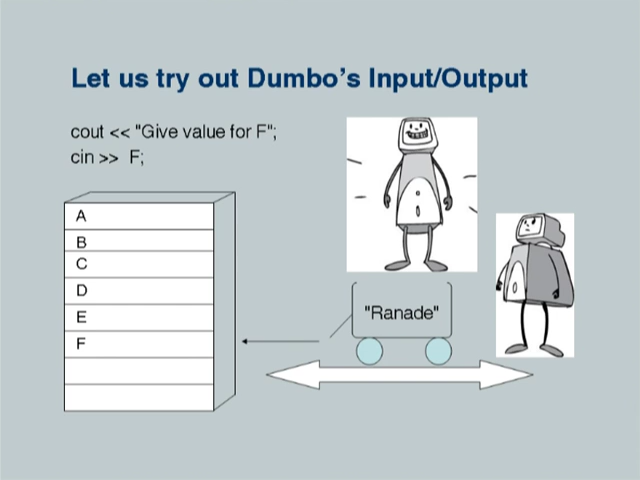 Let us try out Dumbo's Input/Output
cout << "Give value for F";
cin >>  F;
A
B
C
D
E
F
"Ranade"